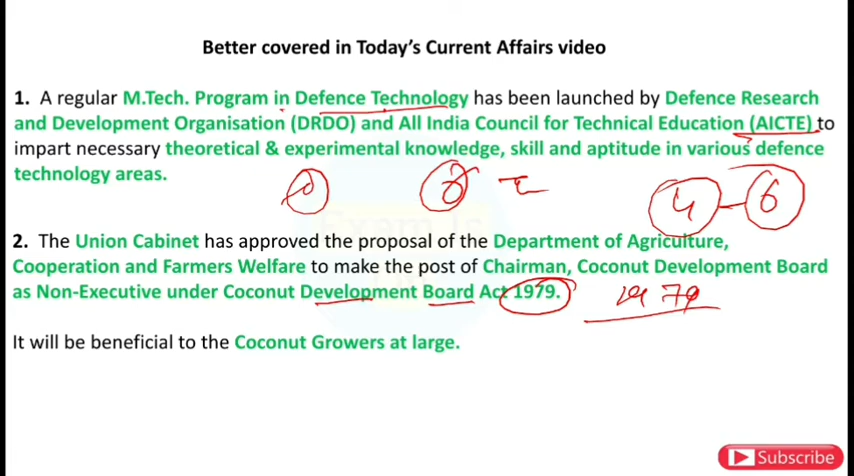 Better covered in Today's Current Affairs video
1. A regular M.Tech. Program in Defence Technology has been launched by Defence Research
and Development Organisation (DRDO) and All India Council for Technical Education (AICTE) to
impart necessary theoretical & experimental knowledge, skill and aptitude in various defence
technology areas.
4 - 6
2. The Union Cabinet has approved the proposal of the Department of Agriculture,
Cooperation and Farmers Welfare to make the post of Chairman, Coconut Development Board
as Non-Executive under Coconut Development Board Act 1979.
1979
It will be beneficial to the Coconut Growers at large.
Subscribe